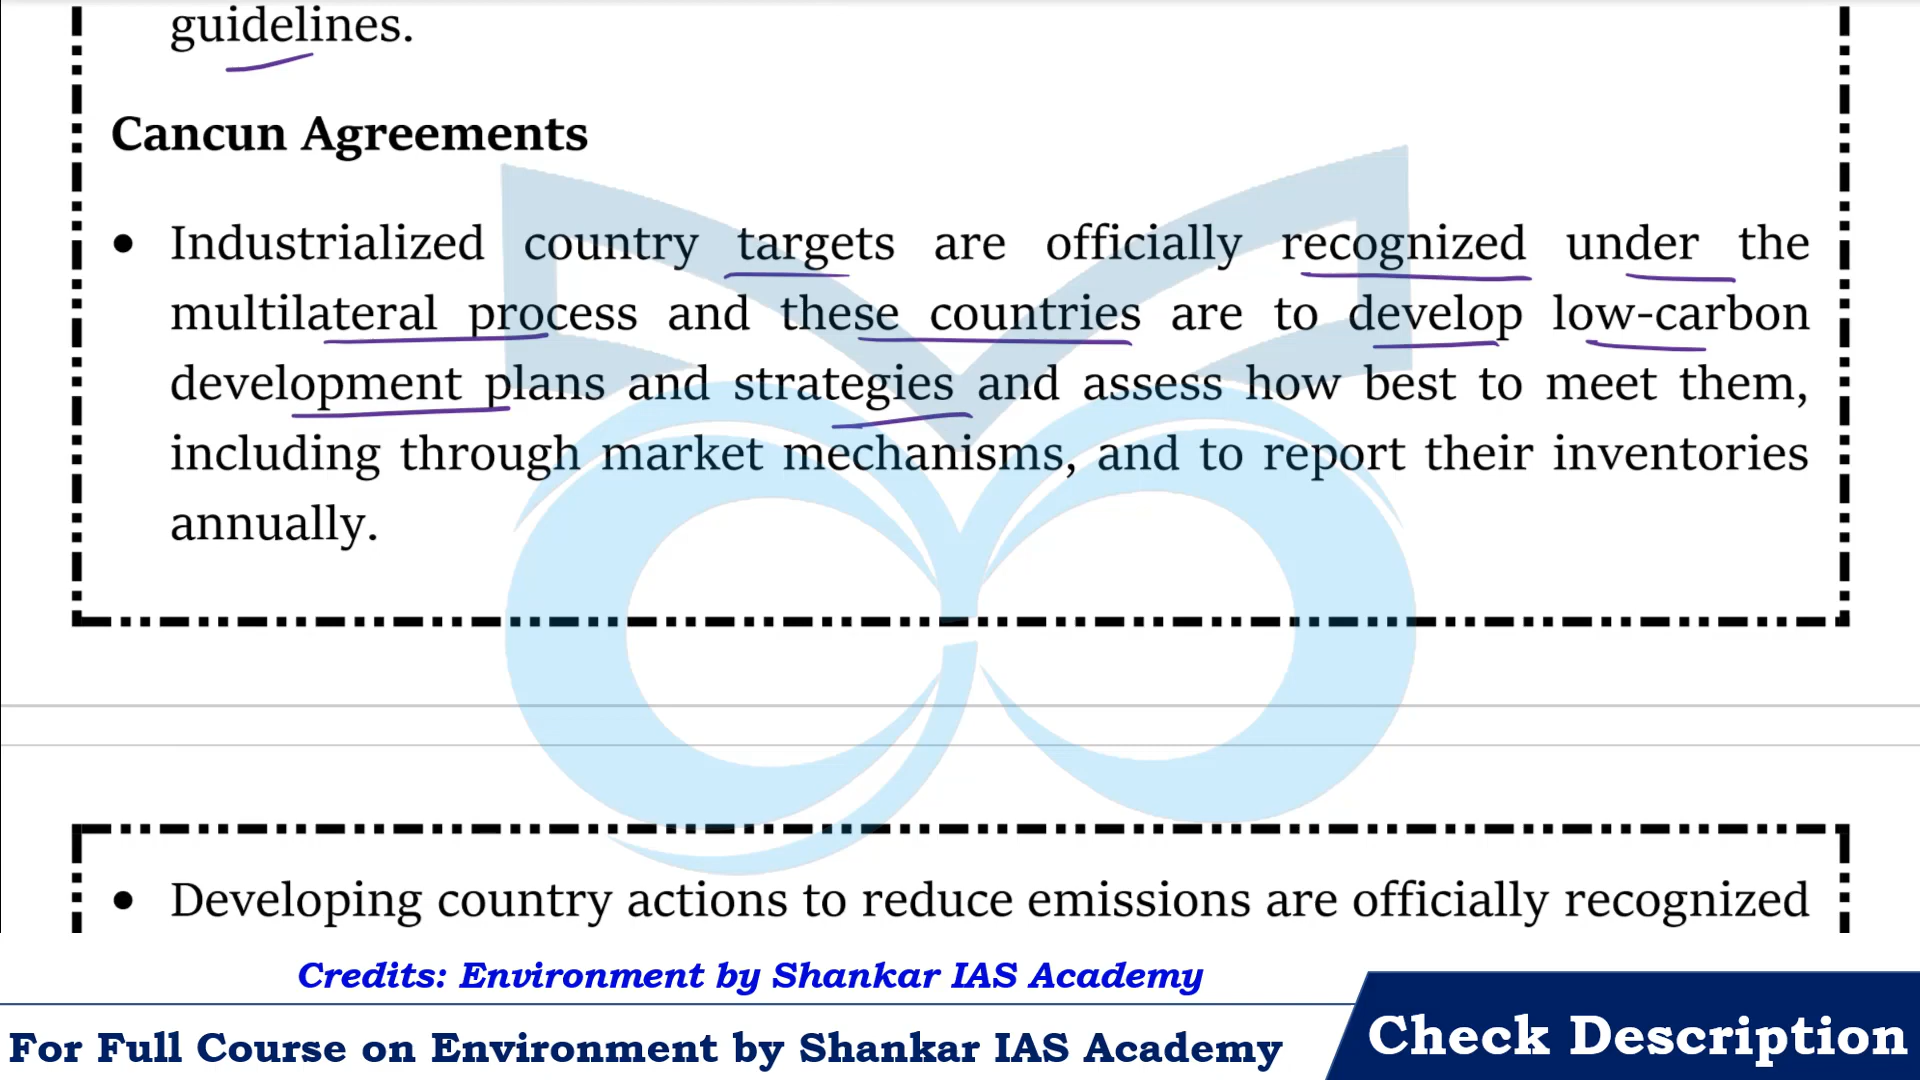 guidelines.
Cancun Agreements
• Industrialized country targets are officially recognized under the
multilateral process and these countries are to develop low-carbon
development plans and strategies and assess how best to meet them,
including through market mechanisms, and to report their inventories
annually.
• Developing country actions to reduce emissions are officially recognized
Credits: Environment by Shankar IAS Academy
For Full Course on Environment by Shankar IAS Academy
Check Description